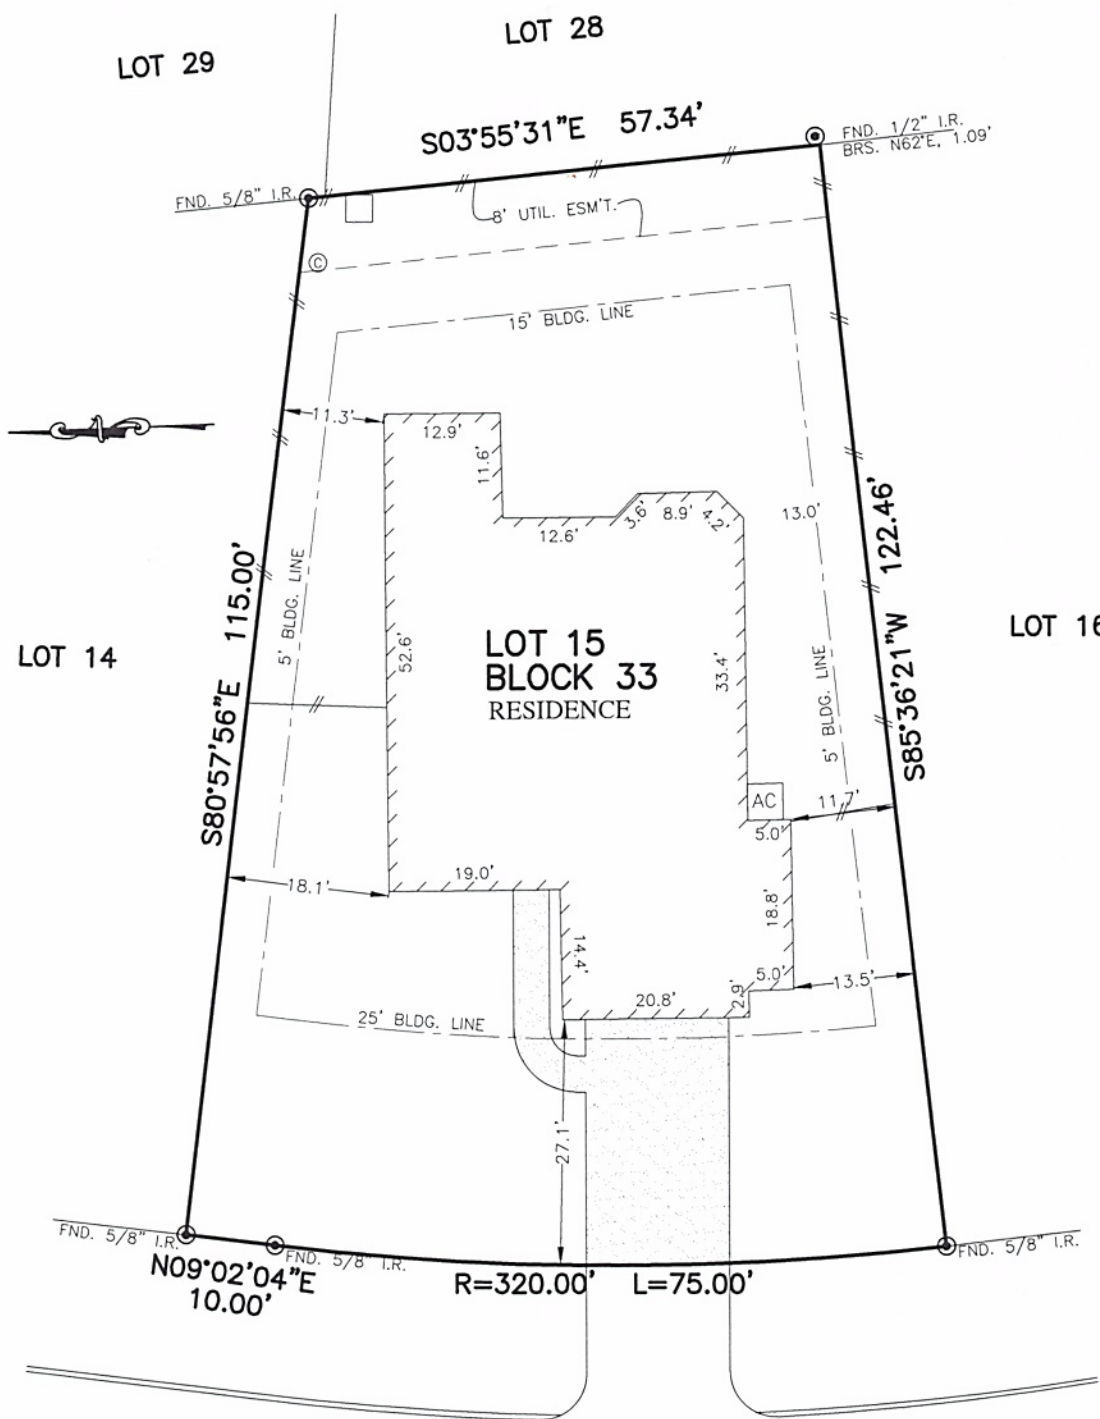 LOT 29
LOT 28
S03°55'31"E 57.34'
FND. 1/2" I.R.
BRS. N62°E, 1.09'
FND. 5/8" I.R.
8' UTIL. ESM'T.
C
15' BLDG. LINE
11.3'
12.9'
11.6'
12.6'
3.6'
8.9'
4.2'
13.0'
S80°57'56"E 115.00'
5' BLDG. LINE
52.6'
LOT 14
LOT 15
BLOCK 33
RESIDENCE
33.4'
5' BLDG. LINE
S85°36'21"W 122.46'
LOT 16
AC
11.7'
5.0'
18.1'
19.0'
18.8'
14.4'
5.0'
13.5'
2.9'
20.8'
25' BLDG. LINE
27.1'
FND. 5/8" I.R.
FND. 5/8" I.R.
FND. 5/8" I.R.
N09°02'04"E
10.00'
R=320.00' L=75.00'